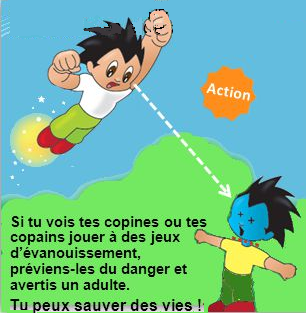 Action
Si tu vois tes copines ou tes
copains jouer à des jeux
d'évanouissement,
préviens-les du danger et
avertis un adulte.
Tu peux sauver des vies !